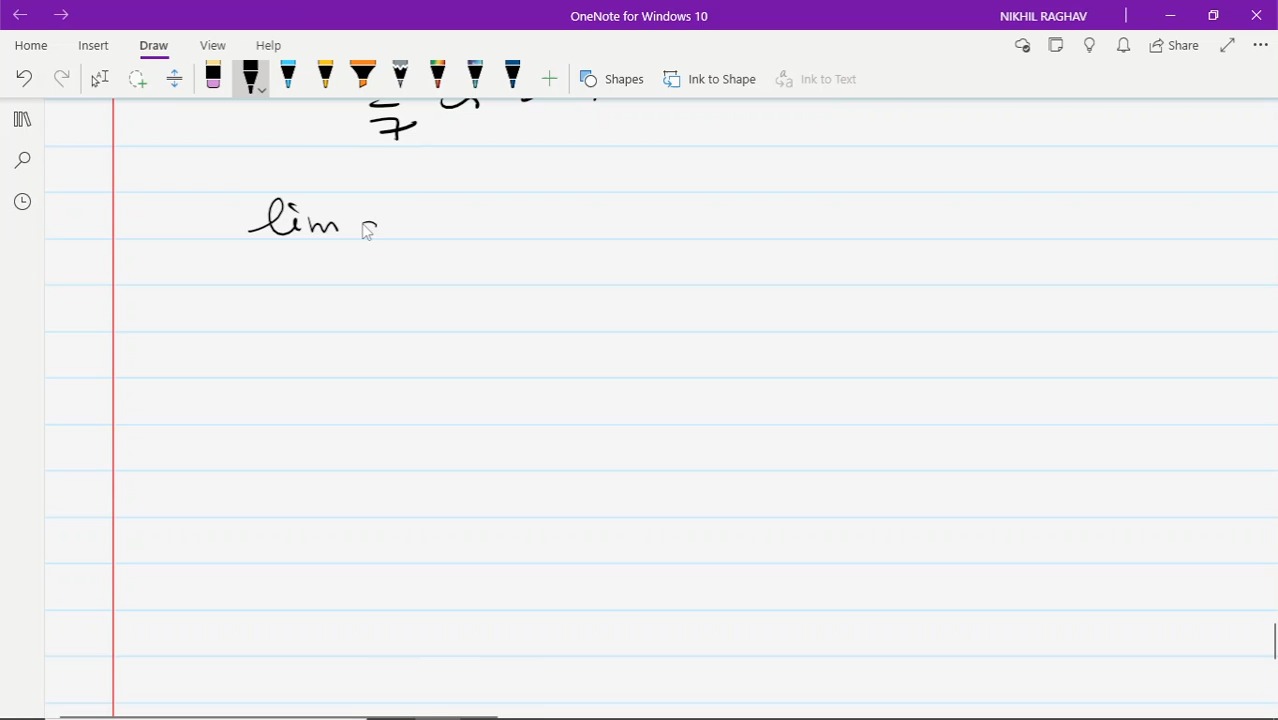 OneNote for Windows 10
NIKHIL RAGHAV
Home Insert Draw View Help
Share
Shapes Ink to Shape Ink to Text
7
lim